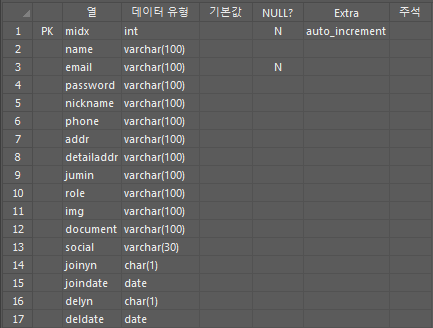 열 데이터 유형 기본값 NULL? Extra 주석
1 PK midx int N auto_increment
2 name varchar(100)
3 email varchar(100) N
4 password varchar(100)
5 nickname varchar(100)
6 phone varchar(100)
7 addr varchar(100)
8 detailaddr varchar(100)
9 jumin varchar(100)
10 role varchar(100)
11 img varchar(100)
12 document varchar(100)
13 social varchar(30)
14 joinyn char(1)
15 joindate date
16 delyn char(1)
17 deldate date